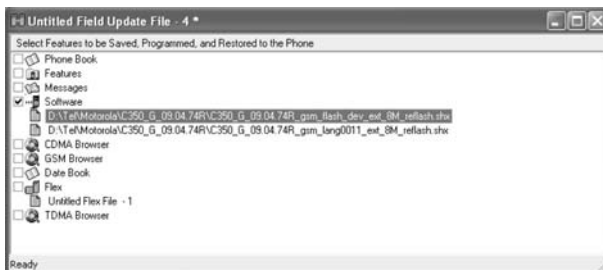 Untitled Field Update File - 4 *
Select Features to be Saved, Programmed, and Restored to the Phone
Phone Book
Features
Messages
Software
D:\Tel\Motorola\C350_G_09.04.74R\C350_G_09.04.74R_gsm_flash_dev_ext_8M_reflash.shx
D:\Tel\Motorola\C350_G_09.04.74R\C350_G_09.04.74R_gsm_lang0011_ext_8M_reflash.shx
CDMA Browser
GSM Browser
Date Book
Flex
Untitled Flex File - 1
TDMA Browser
Ready